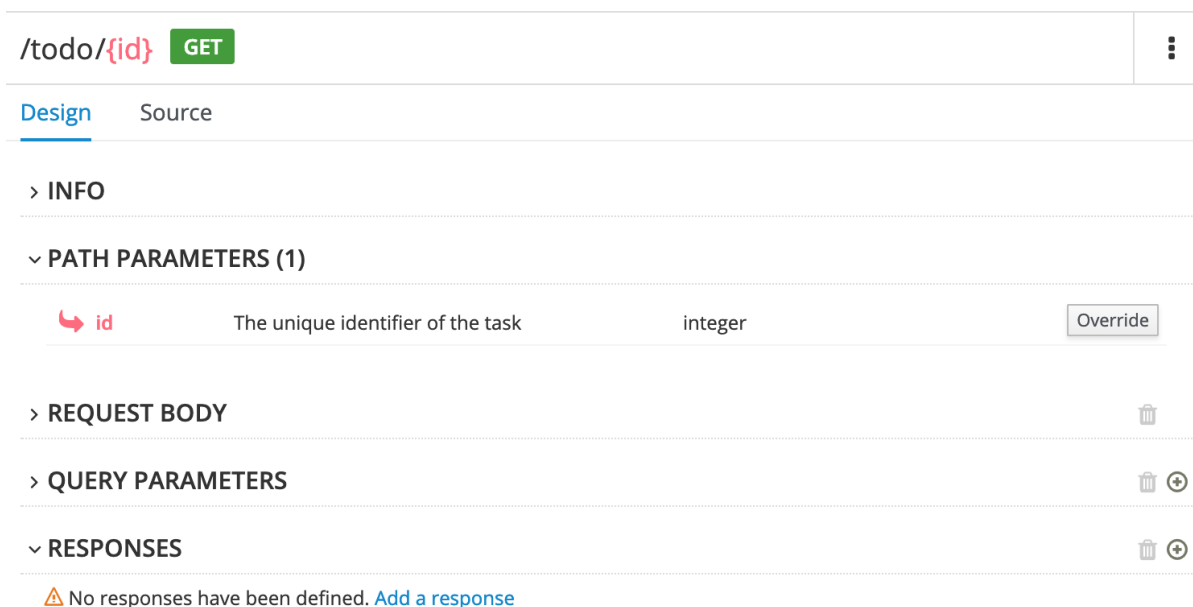 /todo/{id} GET
Design Source
INFO
PATH PARAMETERS (1)
id The unique identifier of the task integer Override
REQUEST BODY
QUERY PARAMETERS
RESPONSES
No responses have been defined. Add a response